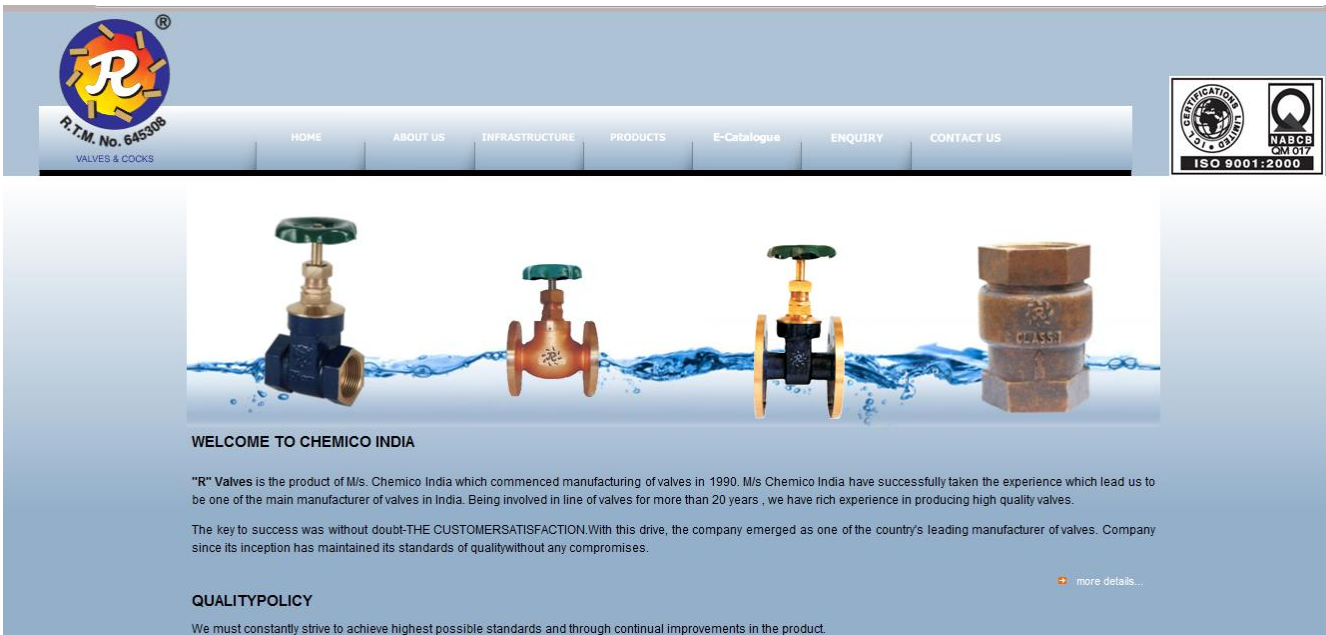 ®
R
R.T.M. No. 645308
VALVES & COCKS
HOME
ABOUT US
INFRASTRUCTURE
PRODUCTS
E-Catalogue
ENQUIRY
CONTACT US
ICL CERTIFICATIONS LIMITED
NABCB
QM 017
ISO 9001:2000
R
R
CLASS-I
WELCOME TO CHEMICO INDIA
"R" Valves is the product of M/s. Chemico India which commenced manufacturing of valves in 1990. M/s Chemico India have successfully taken the experience which lead us to
be one of the main manufacturer of valves in India. Being involved in line of valves for more than 20 years , we have rich experience in producing high quality valves.
The key to success was without doubt-THE CUSTOMERSATISFACTION.With this drive, the company emerged as one of the country's leading manufacturer of valves. Company
since its inception has maintained its standards of qualitywithout any compromises.
more details...
QUALITYPOLICY
We must constantly strive to achieve highest possible standards and through continual improvements in the product.